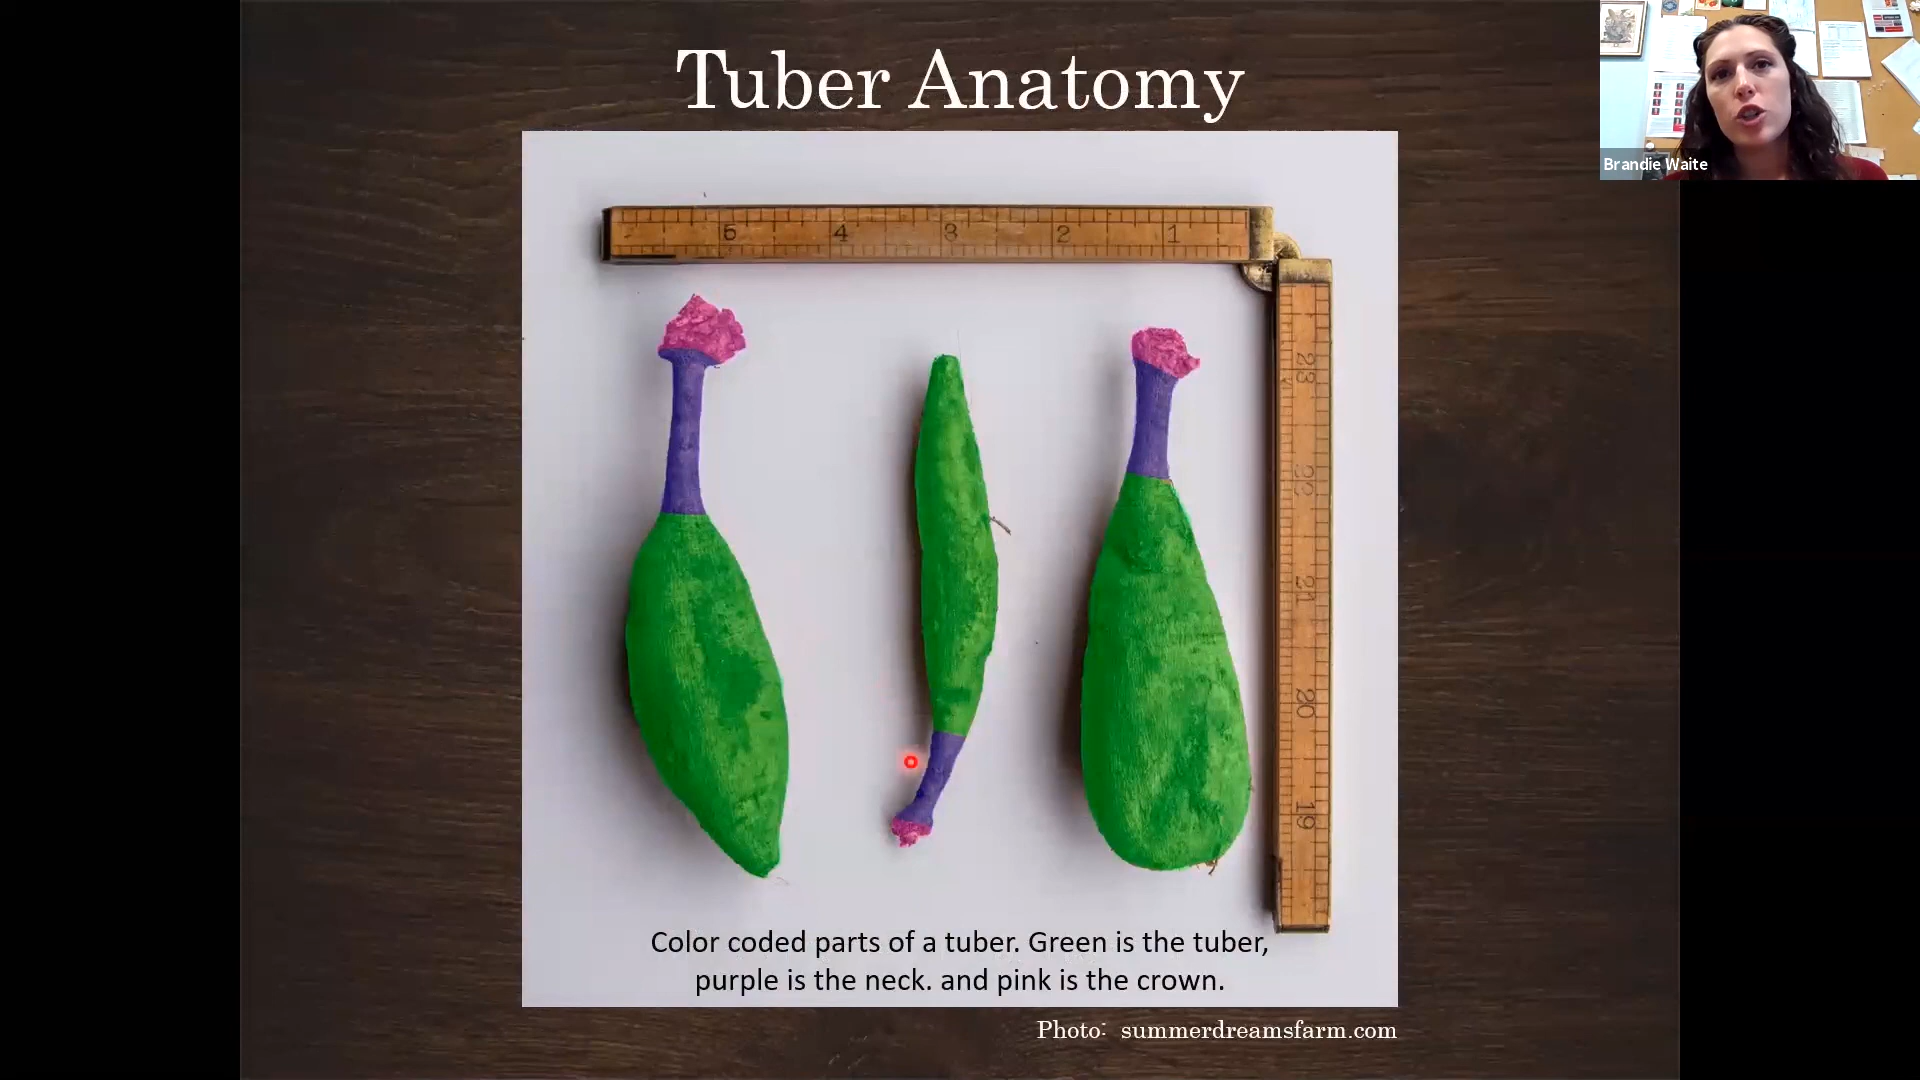 Tuber Anatomy
Brandie Waite
5 4 3 2 1
23
22
21
20
19
Color coded parts of a tuber. Green is the tuber,
purple is the neck. and pink is the crown.
Photo: summerdreamsfarm.com